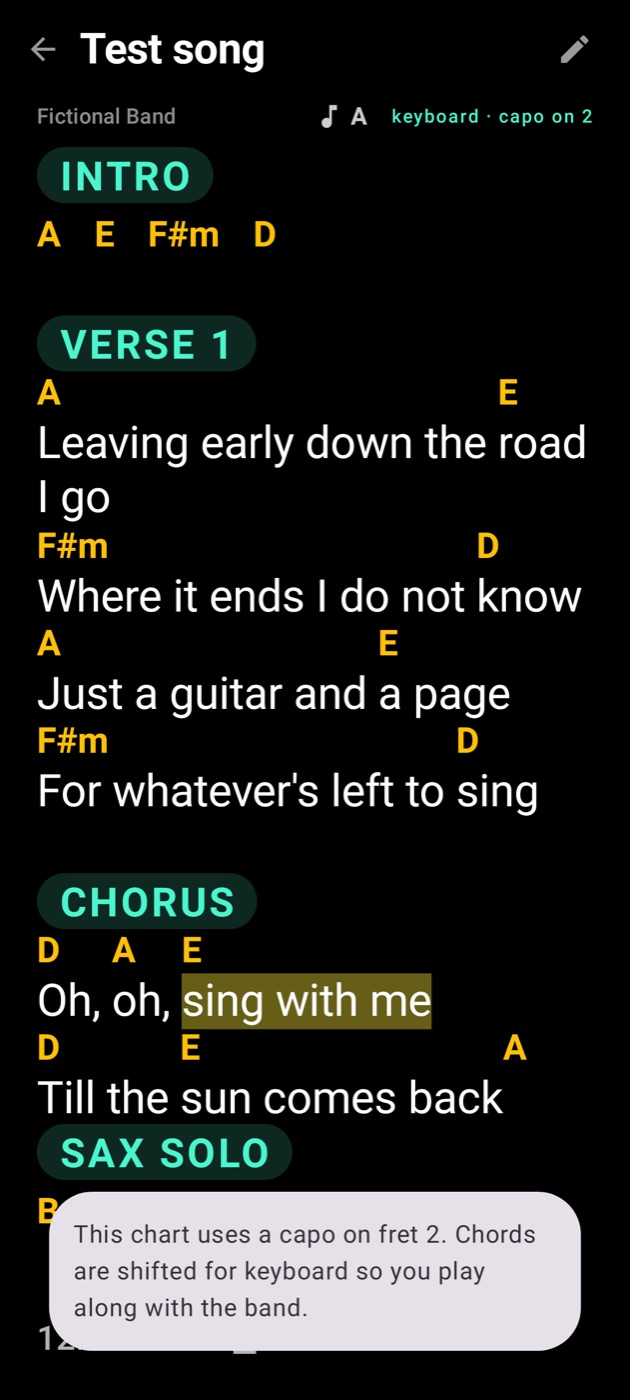 Test song
Fictional Band A keyboard · capo on 2
INTRO
A E F#m D
VERSE 1
A E
Leaving early down the road
I go
F#m D
Where it ends I do not know
A E
Just a guitar and a page
F#m D
For whatever's left to sing
CHORUS
D A E
Oh, oh, sing with me
D E A
Till the sun comes back
SAX SOLO
This chart uses a capo on fret 2. Chords
are shifted for keyboard so you play
along with the band.